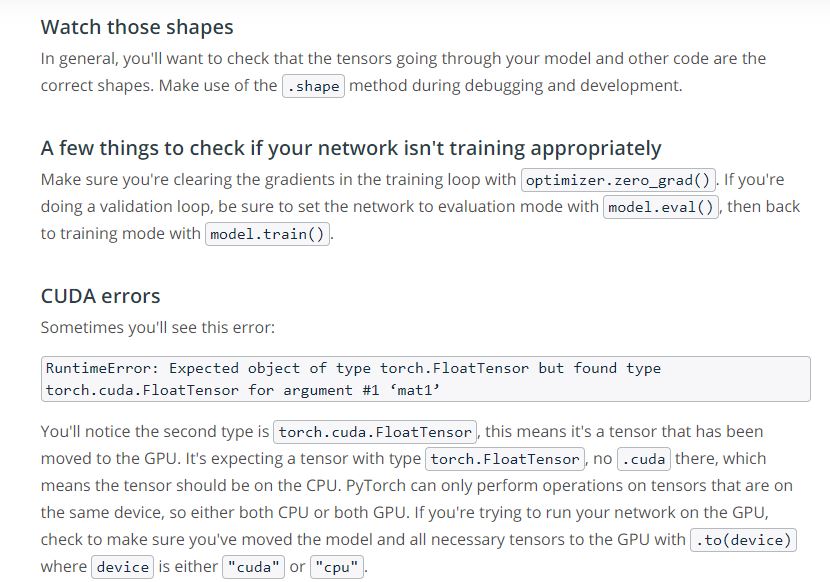 Watch those shapes
In general, you'll want to check that the tensors going through your model and other code are the
correct shapes. Make use of the .shape method during debugging and development.
A few things to check if your network isn't training appropriately
Make sure you're clearing the gradients in the training loop with optimizer.zero_grad(). If you're
doing a validation loop, be sure to set the network to evaluation mode with model.eval(), then back
to training mode with model.train().
CUDA errors
Sometimes you'll see this error:
RuntimeError: Expected object of type torch.FloatTensor but found type
torch.cuda.FloatTensor for argument #1 ‘mat1’
You'll notice the second type is torch.cuda.FloatTensor, this means it's a tensor that has been
moved to the GPU. It's expecting a tensor with type torch.FloatTensor, no .cuda there, which
means the tensor should be on the CPU. PyTorch can only perform operations on tensors that are on
the same device, so either both CPU or both GPU. If you're trying to run your network on the GPU,
check to make sure you've moved the model and all necessary tensors to the GPU with .to(device)
where device is either "cuda" or "cpu".